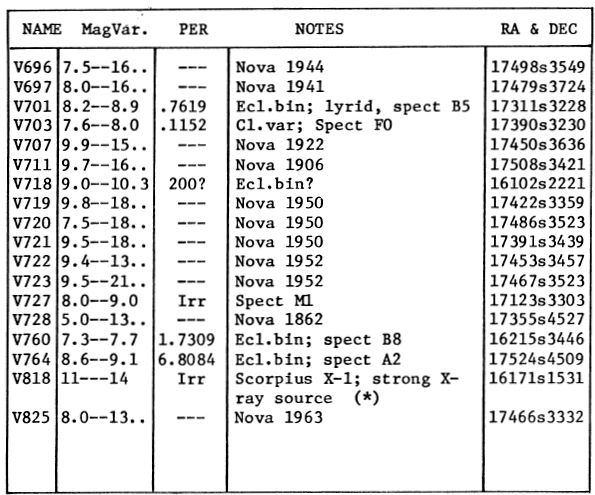 NAME MagVar. PER NOTES RA & DEC
V696 7.5--16.. --- Nova 1944 17498s3549
V697 8.0--16.. --- Nova 1941 17479s3724
V701 8.2--8.9 .7619 Ecl.bin; lyrid, spect B5 17311s3228
V703 7.6--8.0 .1152 Cl.var; Spect F0 17390s3230
V707 9.9--15.. --- Nova 1922 17450s3636
V711 9.7--16.. --- Nova 1906 17508s3421
V718 9.0--10.3 200? Ecl.bin? 16102s2221
V719 9.8--18.. --- Nova 1950 17422s3359
V720 7.5--18.. --- Nova 1950 17486s3523
V721 9.5--18.. --- Nova 1950 17391s3439
V722 9.4--13.. --- Nova 1952 17453s3457
V723 9.5--21.. --- Nova 1952 17467s3523
V727 8.0--9.0 Irr Spect M1 17123s3303
V728 5.0--13.. --- Nova 1862 17355s4527
V760 7.3--7.7 1.7309 Ecl.bin; spect B8 16215s3446
V764 8.6--9.1 6.8084 Ecl.bin; spect A2 17524s4509
V818 11---14 Irr Scorpius X-1; strong X- 16171s1531
ray source (*)
V825 8.0--13.. --- Nova 1963 17466s3332